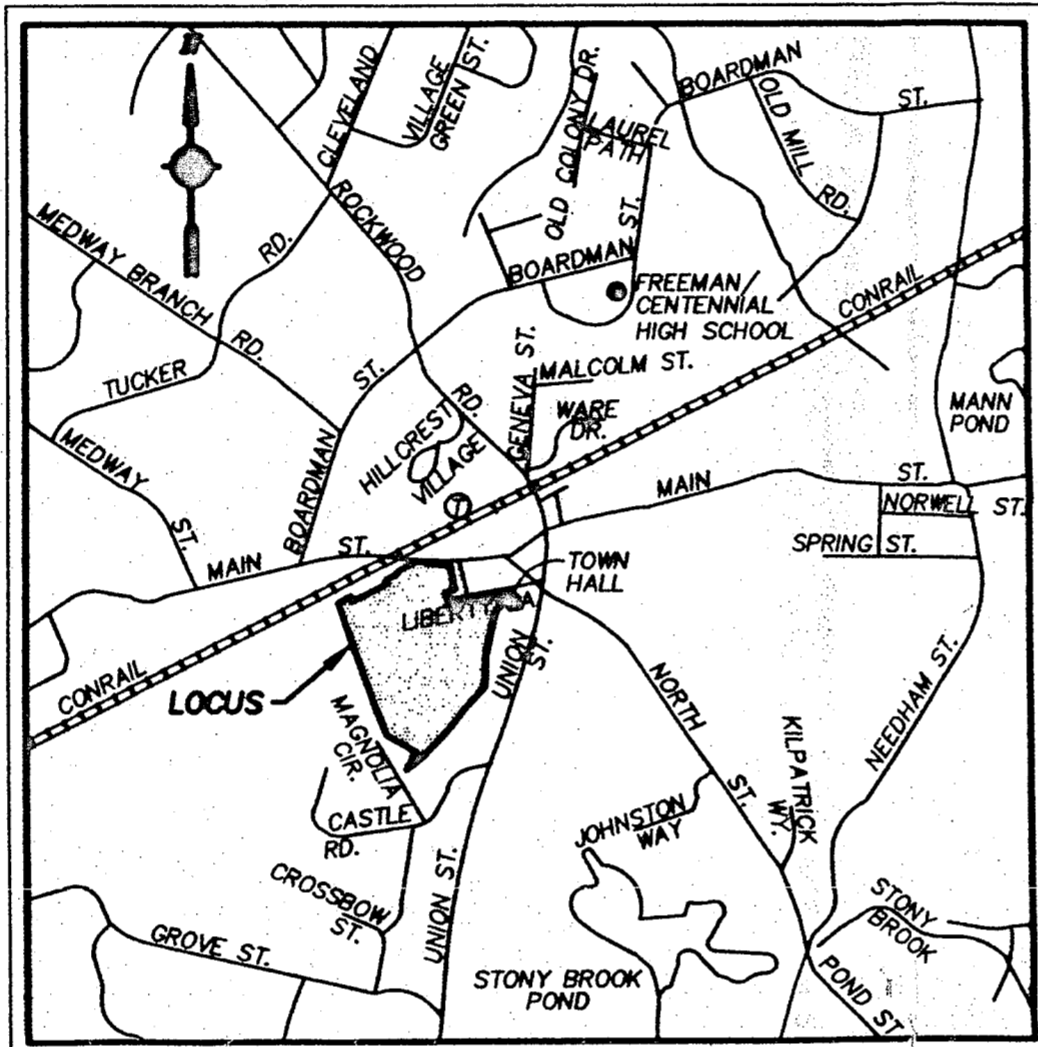 CLEVELAND
RD.
VILLAGE
GREEN ST.
OLD COLONY DR.
LAUREL
PATH
BOARDMAN
ST.
OLD MILL
RD.
ROCKWOOD
RD.
MEDWAY BRANCH
RD.
BOARDMAN
ST.
FREEMAN/
CENTENNIAL
HIGH SCHOOL
CONRAIL
TUCKER
GENEVA ST.
MALCOLM ST.
WARE
DR.
MANN
POND
MEDWAY
ST.
BOARDMAN
ST.
HILLCREST
VILLAGE
T
MAIN
ST.
NORWELL ST.
SPRING ST.
MAIN
ST.
TOWN
HALL
UNION
ST.
CONRAIL
LOCUS
MAGNOLIA
CIR.
NORTH
ST.
KILPATRICK
WY.
NEEDHAM ST.
CASTLE
RD.
JOHNSTON
WAY
CROSSBOW
ST.
UNION ST.
STONY
BROOK
GROVE ST.
STONY BROOK
POND
POND ST.